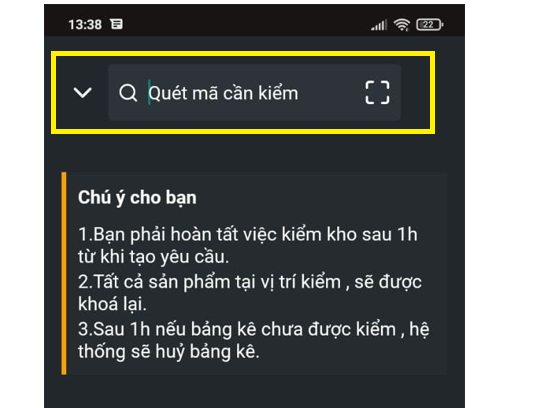 13:38
22
Quét mã cần kiểm
Chú ý cho bạn
1.Bạn phải hoàn tất việc kiểm kho sau 1h
từ khi tạo yêu cầu.
2.Tất cả sản phẩm tại vị trí kiểm , sẽ được
khoá lại.
3.Sau 1h nếu bảng kê chưa được kiểm , hệ
thống sẽ huỷ bảng kê.